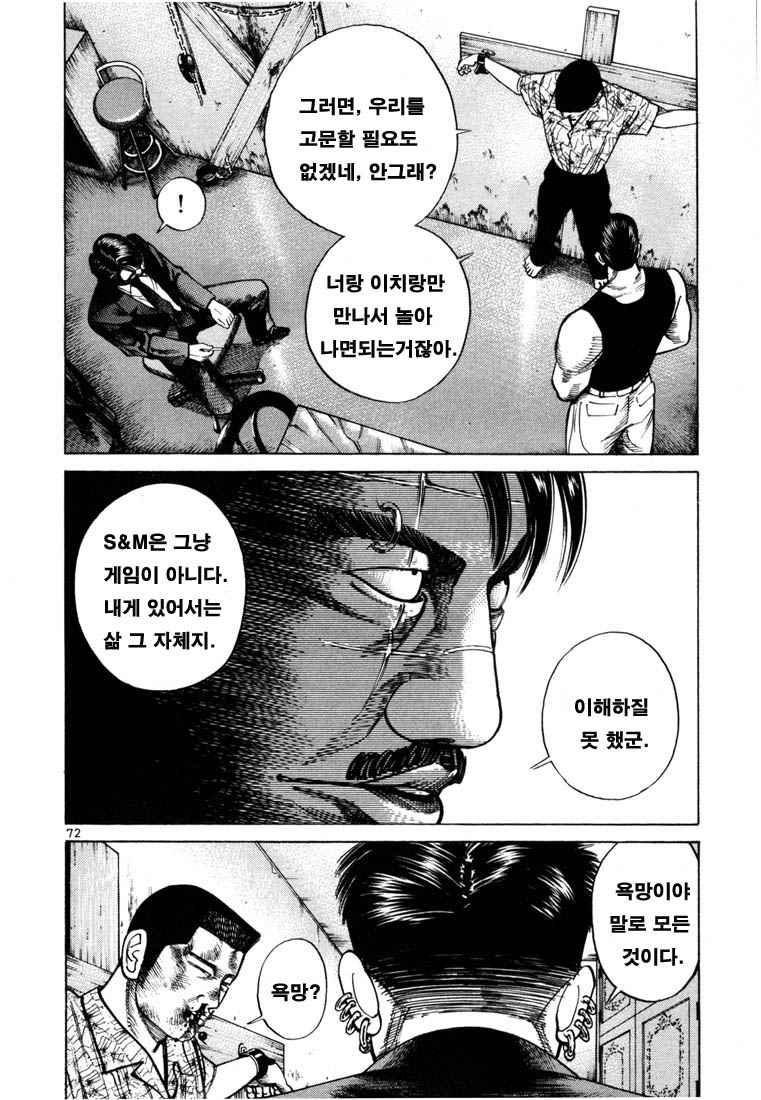 그러면, 우리를
고문할 필요도
없겠네, 안그래?
!
너랑 이치랑만
만나서 놀아
나면되는거잖아.
S&M은 그냥
게임이 아니다.
내게 있어서는
삶 그 자체지.
이해하질
못 했군.
72
욕망이야
말로 모든
것이다.
욕망?